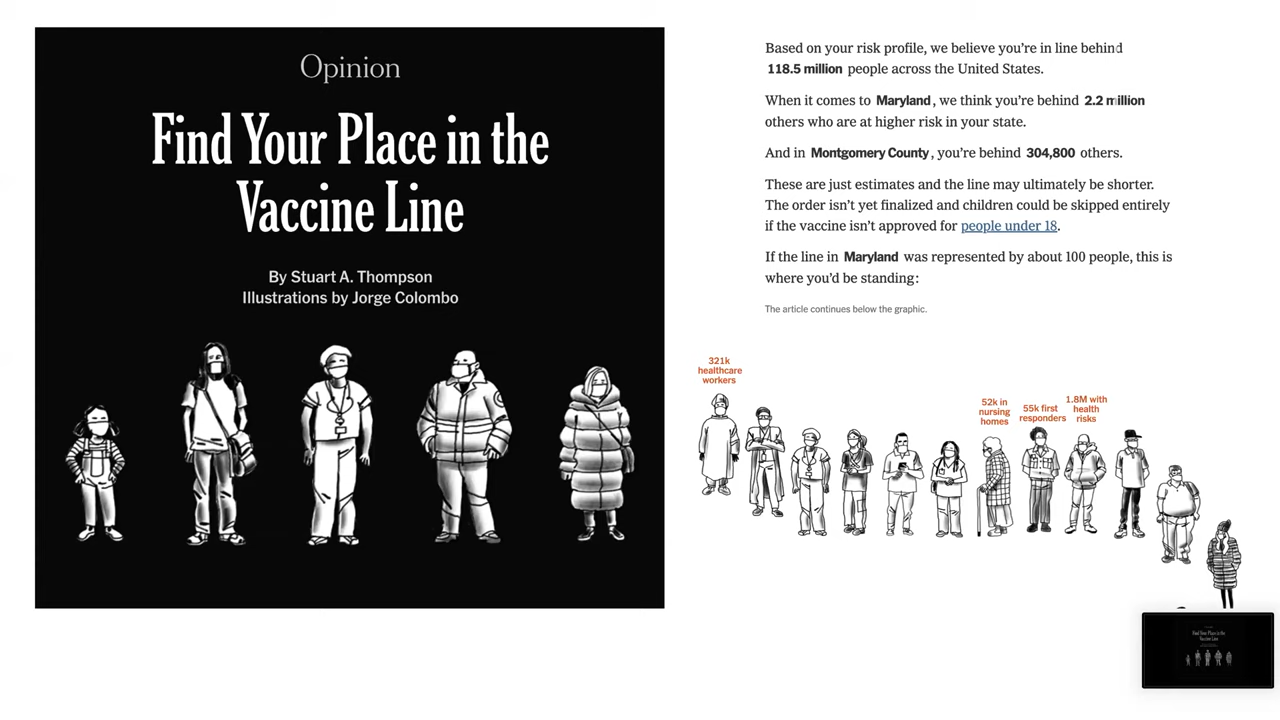 Opinion
Find Your Place in the
Vaccine Line
By Stuart A. Thompson
Illustrations by Jorge Colombo
Based on your risk profile, we believe you're in line behind
118.5 million people across the United States.
When it comes to Maryland, we think you're behind 2.2 million
others who are at higher risk in your state.
And in Montgomery County, you're behind 304,800 others.
These are just estimates and the line may ultimately be shorter.
The order isn't yet finalized and children could be skipped entirely
if the vaccine isn't approved for people under 18.
If the line in Maryland was represented by about 100 people, this is
where you'd be standing:
The article continues below the graphic.
321k
healthcare
workers
52k in
nursing
homes
55k first
responders
1.8M with
health
risks
Find Your Place in the
Vaccine Line